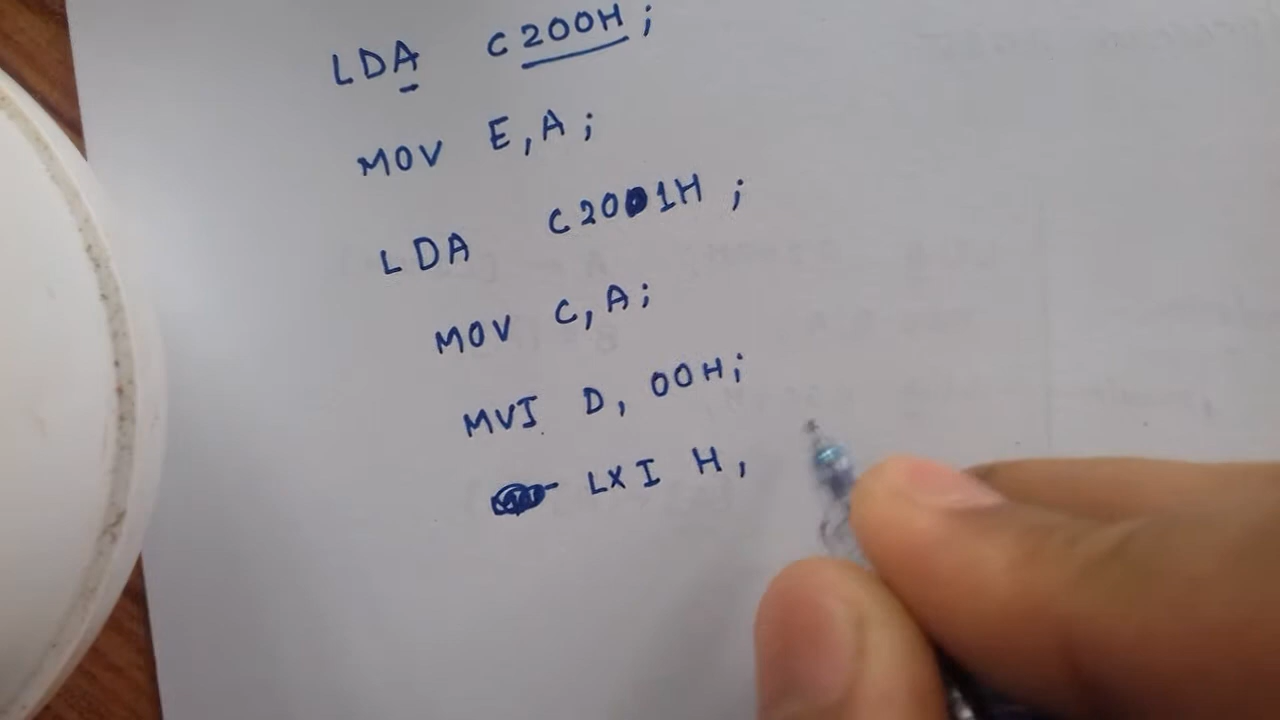 LDA C200H;
MOV E,A;
LDA C2001H;
MOV C,A;
MVI D, 00H;
LXI H,